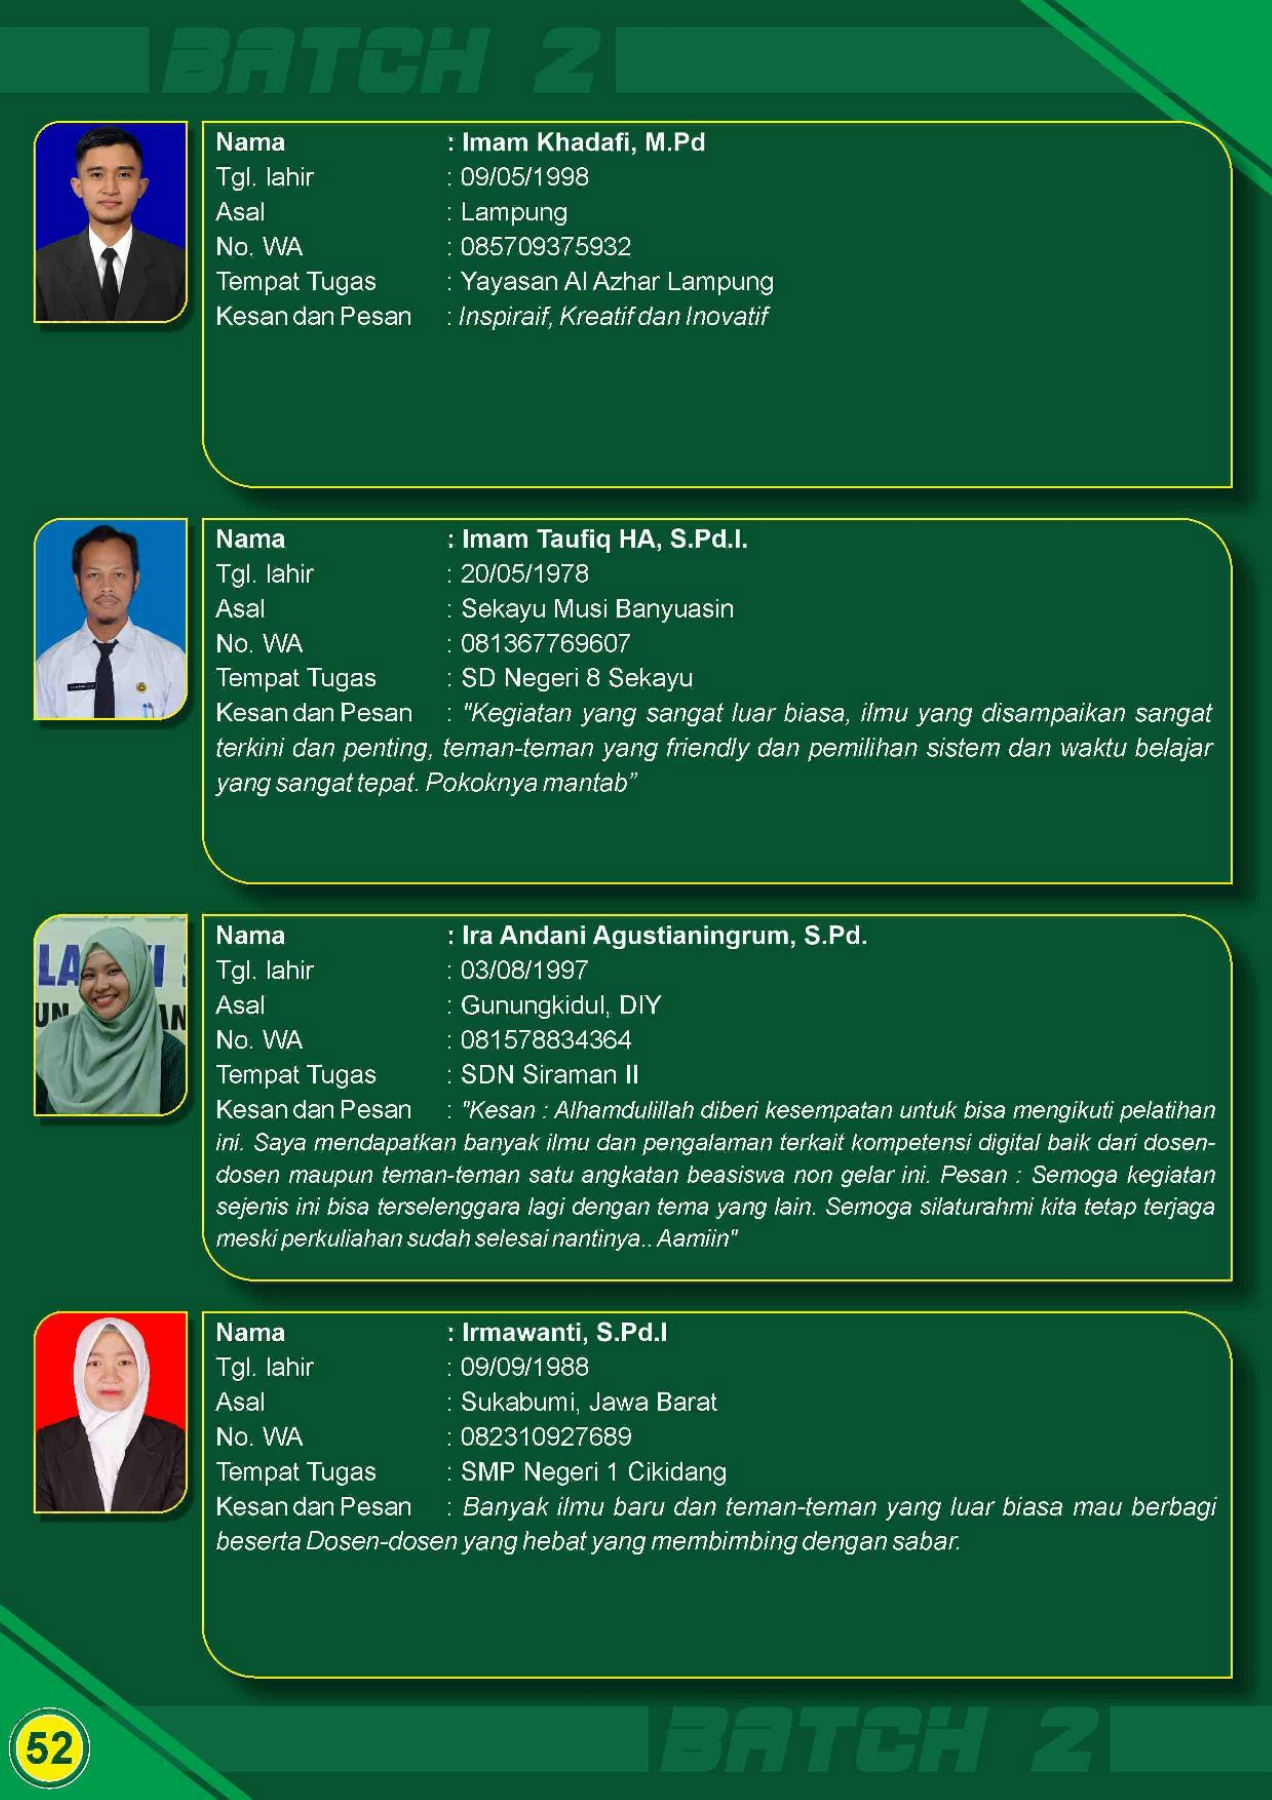 BATCH 2
Nama : Imam Khadafi, M.Pd
Tgl. lahir : 09/05/1998
Asal : Lampung
No. WA : 085709375932
Tempat Tugas : Yayasan Al Azhar Lampung
Kesan dan Pesan : Inspiraif, Kreatif dan Inovatif
Nama : Imam Taufiq HA, S.Pd.I.
Tgl. lahir : 20/05/1978
Asal : Sekayu Musi Banyuasin
No. WA : 081367769607
Tempat Tugas : SD Negeri 8 Sekayu
Kesan dan Pesan : "Kegiatan yang sangat luar biasa, ilmu yang disampaikan sangat
terkini dan penting, teman-teman yang friendly dan pemilihan sistem dan waktu belajar
yang sangat tepat. Pokoknya mantab”
LA I
UN AN
Nama : Ira Andani Agustianingrum, S.Pd.
Tgl. lahir : 03/08/1997
Asal : Gunungkidul, DIY
No. WA : 081578834364
Tempat Tugas : SDN Siraman II
Kesan dan Pesan : "Kesan : Alhamdulillah diberi kesempatan untuk bisa mengikuti pelatihan
ini. Saya mendapatkan banyak ilmu dan pengalaman terkait kompetensi digital baik dari dosen-
dosen maupun teman-teman satu angkatan beasiswa non gelar ini. Pesan : Semoga kegiatan
sejenis ini bisa terselenggara lagi dengan tema yang lain. Semoga silaturahmi kita tetap terjaga
meski perkuliahan sudah selesai nantinya.. Aamiin"
Nama : Irmawanti, S.Pd.I
Tgl. lahir : 09/09/1988
Asal : Sukabumi, Jawa Barat
No. WA : 082310927689
Tempat Tugas : SMP Negeri 1 Cikidang
Kesan dan Pesan : Banyak ilmu baru dan teman-teman yang luar biasa mau berbagi
beserta Dosen-dosen yang hebat yang membimbing dengan sabar.
52
BATCH 2